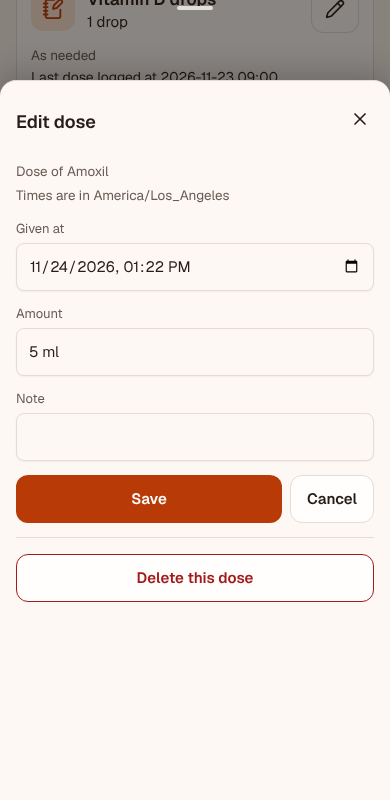 Vitamin D drops
1 drop
As needed
Last dose logged at 2026-11-23 09:00
Edit dose
Dose of Amoxil
Times are in America/Los_Angeles
Given at
11/24/2026, 01:22 PM
Amount
5 ml
Note
Save
Cancel
Delete this dose